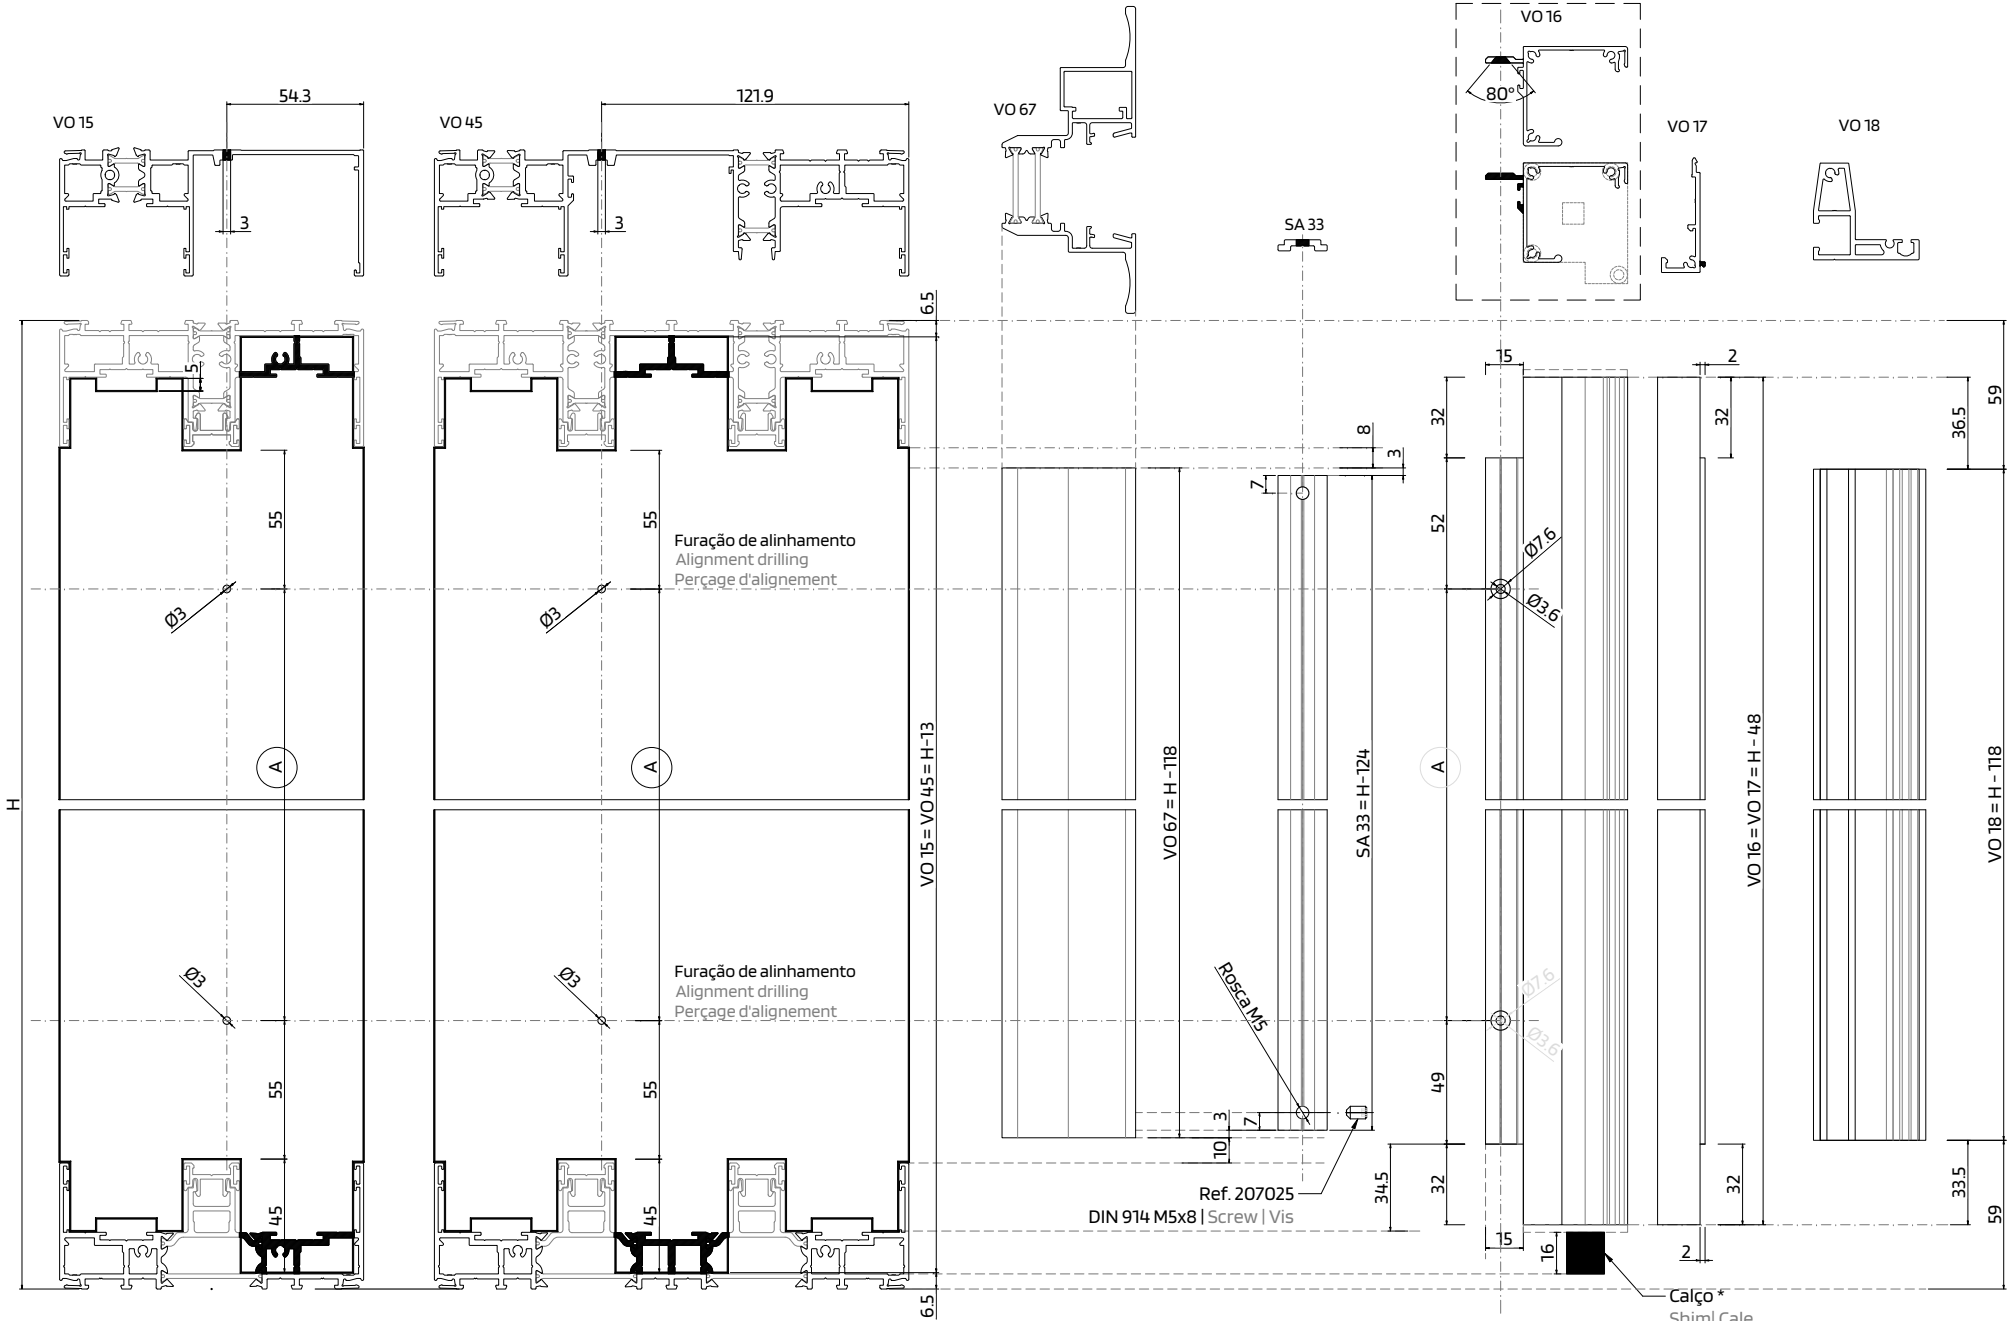 VO 15
54.3
3
VO 45
121.9
3
VO 67
SA 33
VO 16
80°
VO 17
VO 18
6.5
H
5
55
Ø3
A
Ø3
55
45
55
Furação de alinhamento
Alignment drilling
Perçage d'alignement
Ø3
A
Furação de alinhamento
Alignment drilling
Perçage d'alignement
Ø3
55
45
VO 15 = VO 45 = H-13
6.5
VO 67 = H -118
8
3
7
SA 33 = H-124
Rosca M5
3
7
10
Ref. 207025
DIN 914 M5x8 | Screw | Vis
15
32
52
Ø7.6
Ø3.6
A
Ø7.6
Ø3.6
49
34.5
32
15
16
2
32
VO 16 = VO 17 = H - 48
32
2
36.5
59
VO 18 = H - 118
33.5
59
Calço *
Shim| Cale